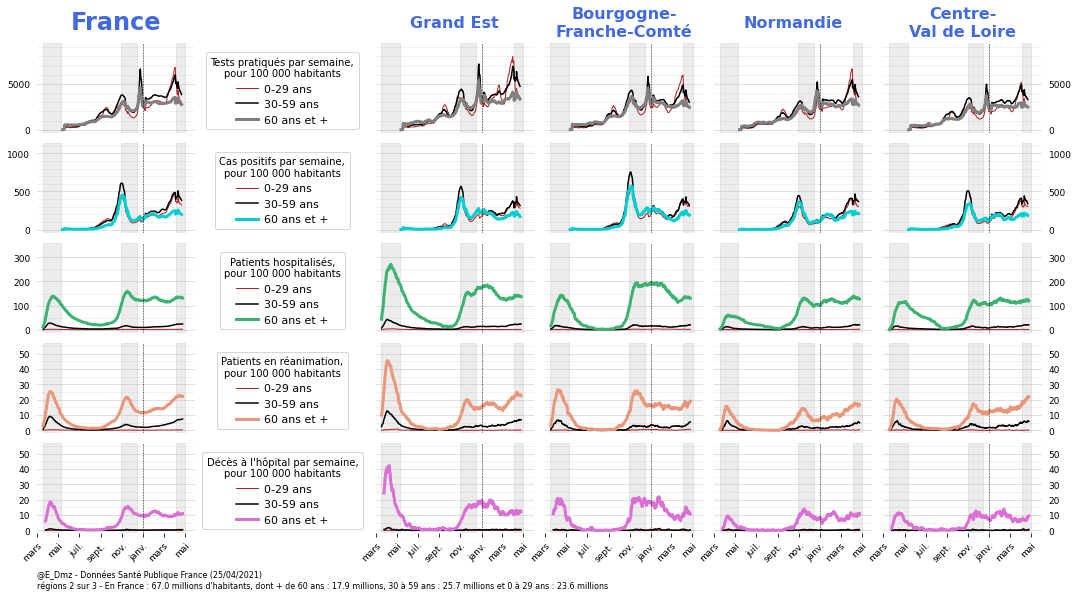 France
Grand Est
Bourgogne-
Franche-Comté
Normandie
Centre-
Val de Loire
5000
0
Tests pratiqués par semaine,
pour 100 000 habitants
0-29 ans
30-59 ans
60 ans et +
5000
0
1000
500
0
Cas positifs par semaine,
pour 100 000 habitants
0-29 ans
30-59 ans
60 ans et +
1000
500
0
300
200
100
0
Patients hospitalisés,
pour 100 000 habitants
0-29 ans
30-59 ans
60 ans et +
300
200
100
0
50
40
30
20
10
0
Patients en réanimation,
pour 100 000 habitants
0-29 ans
30-59 ans
60 ans et +
50
40
30
20
10
0
50
40
30
20
10
0
Décès à l'hôpital par semaine,
pour 100 000 habitants
0-29 ans
30-59 ans
60 ans et +
50
40
30
20
10
0
mars mai juil. sept. nov. janv. mars mai
mars mai juil. sept. nov. janv. mars mai
mars mai juil. sept. nov. janv. mars mai
mars mai juil. sept. nov. janv. mars mai
mars mai juil. sept. nov. janv. mars mai
@E_Dmz - Données Santé Publique France (25/04/2021)
régions 2 sur 3 - En France : 67.0 millions d'habitants, dont + de 60 ans : 17.9 millions, 30 à 59 ans : 25.7 millions et 0 à 29 ans : 23.6 millions